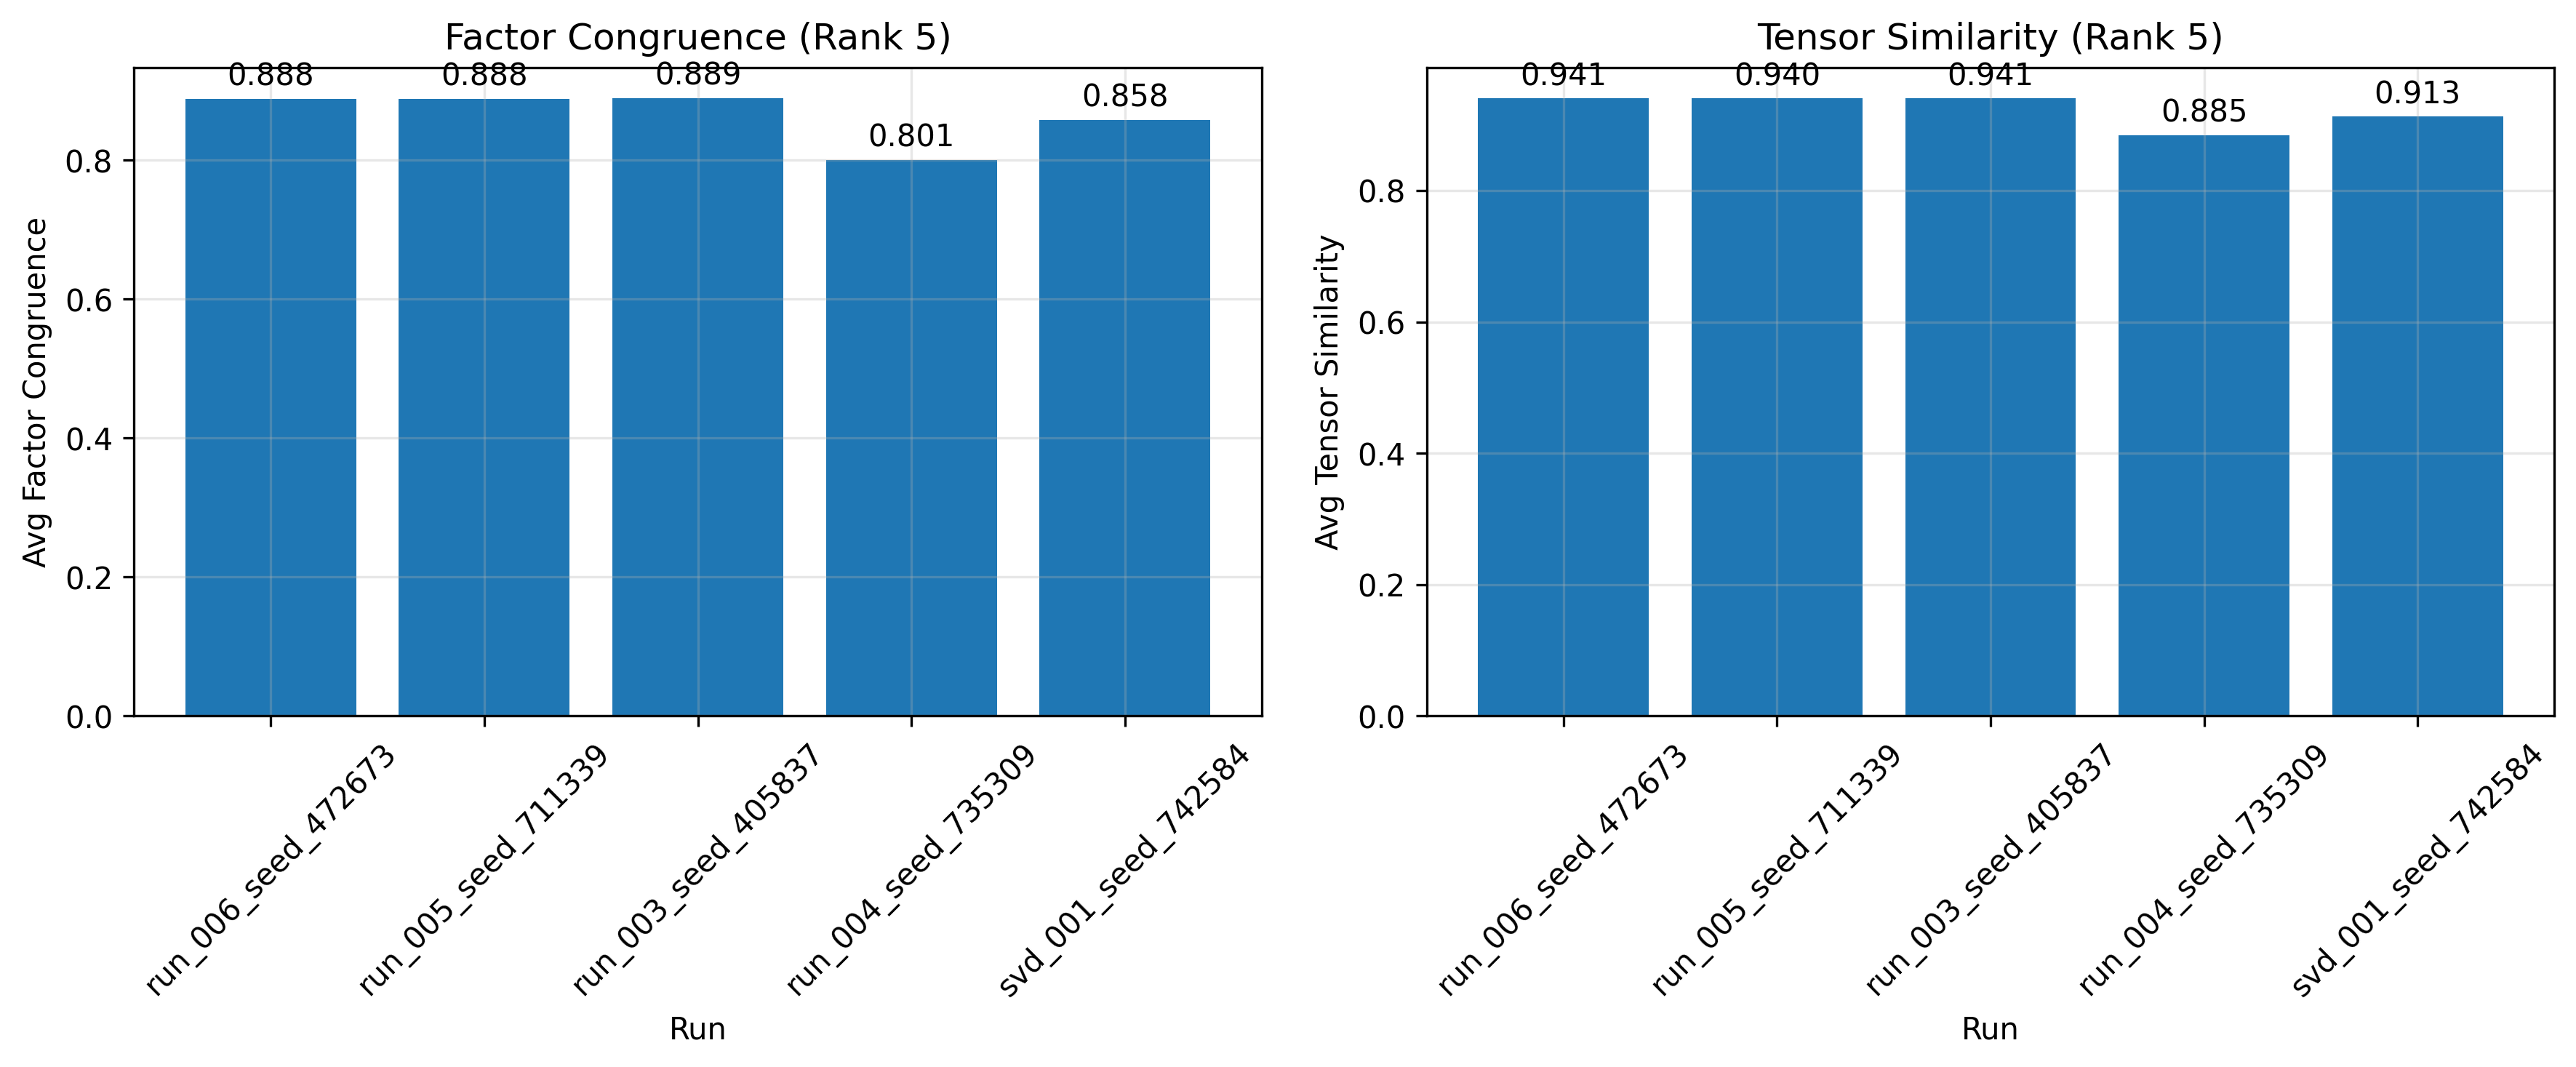 Factor Congruence (Rank 5)
0.888
0.888
0.889
0.801
0.858
0.8
0.6
0.4
0.2
0.0
Avg Factor Congruence
run_006_seed_472673
run_005_seed_711339
run_003_seed_405837
run_004_seed_735309
svd_001_seed_742584
Run
Tensor Similarity (Rank 5)
0.941
0.940
0.941
0.885
0.913
0.8
0.6
0.4
0.2
0.0
Avg Tensor Similarity
run_006_seed_472673
run_005_seed_711339
run_003_seed_405837
run_004_seed_735309
svd_001_seed_742584
Run